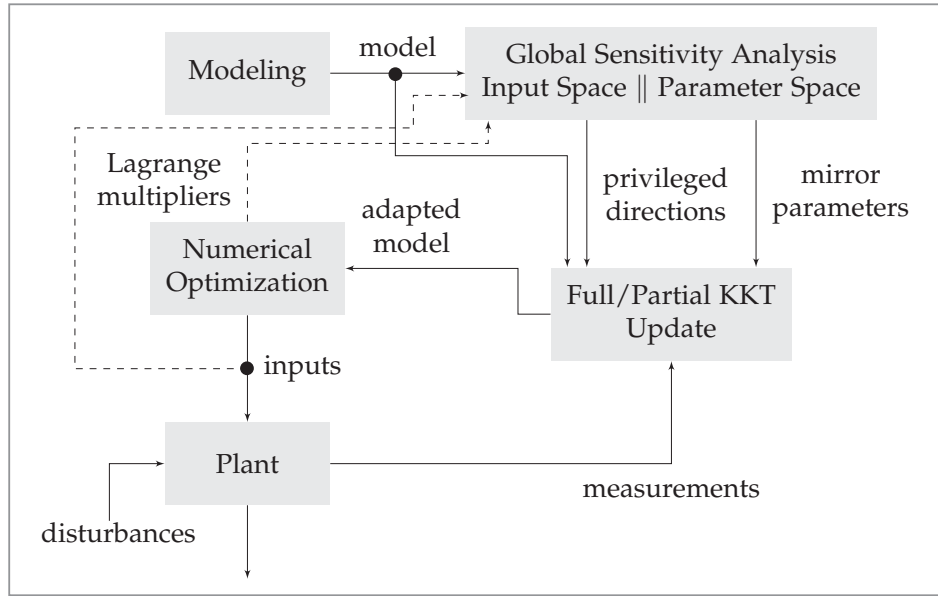 model
Modeling
Global Sensitivity Analysis
Input Space || Parameter Space
Lagrange
multipliers
privileged
directions
mirror
parameters
adapted
model
Numerical
Optimization
Full/Partial KKT
Update
inputs
Plant
measurements
disturbances